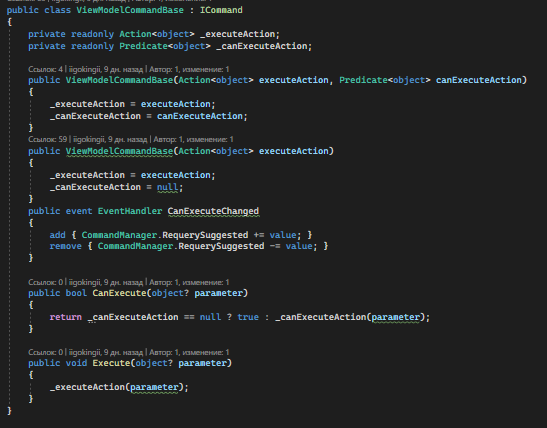 public class ViewModelCommandBase : ICommand
{
private readonly Action<object> _executeAction;
private readonly Predicate<object> _canExecuteAction;
Ссылок: 4 | iigokingii, 9 дн. назад | Автор: 1, изменение: 1
public ViewModelCommandBase(Action<object> executeAction, Predicate<object> canExecuteAction)
{
_executeAction = executeAction;
_canExecuteAction = canExecuteAction;
}
Ссылок: 59 | iigokingii, 9 дн. назад | Автор: 1, изменение: 1
public ViewModelCommandBase(Action<object> executeAction)
{
_executeAction = executeAction;
_canExecuteAction = null;
}
public event EventHandler CanExecuteChanged
{
add { CommandManager.RequerySuggested += value; }
remove { CommandManager.RequerySuggested -= value; }
}
Ссылок: 0 | iigokingii, 9 дн. назад | Автор: 1, изменение: 1
public bool CanExecute(object? parameter)
{
return _canExecuteAction == null ? true : _canExecuteAction(parameter);
}
Ссылок: 0 | iigokingii, 9 дн. назад | Автор: 1, изменение: 1
public void Execute(object? parameter)
{
_executeAction(parameter);
}
}